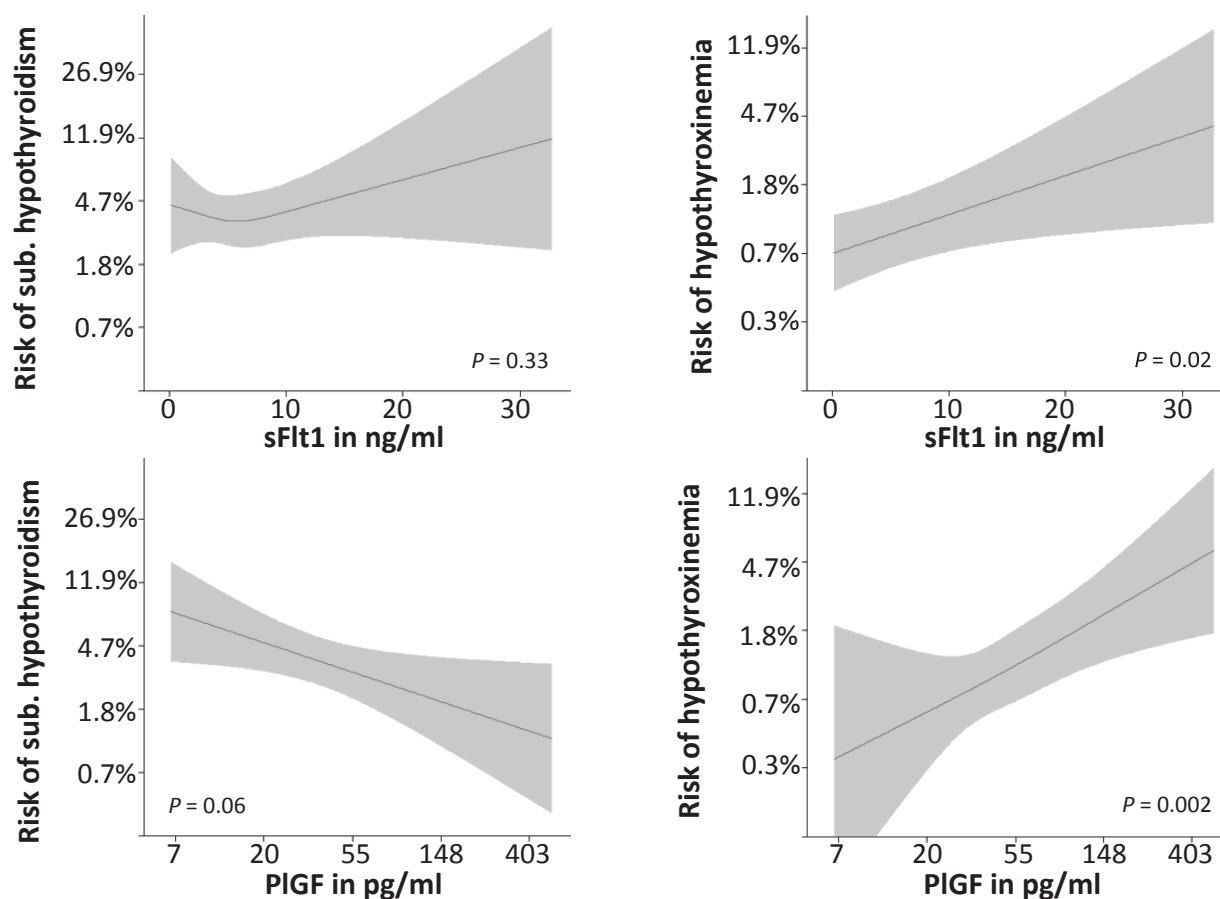 Risk of sub. hypothyroidism
26.9%
11.9%
4.7%
1.8%
0.7%
P = 0.33
0 10 20 30
sFlt1 in ng/ml
Risk of hypothyroxinemia
11.9%
4.7%
1.8%
0.7%
0.3%
P = 0.02
0 10 20 30
sFlt1 in ng/ml
Risk of sub. hypothyroidism
26.9%
11.9%
4.7%
1.8%
0.7%
P = 0.06
7 20 55 148 403
PlGF in pg/ml
Risk of hypothyroxinemia
11.9%
4.7%
1.8%
0.7%
0.3%
P = 0.002
7 20 55 148 403
PlGF in pg/ml